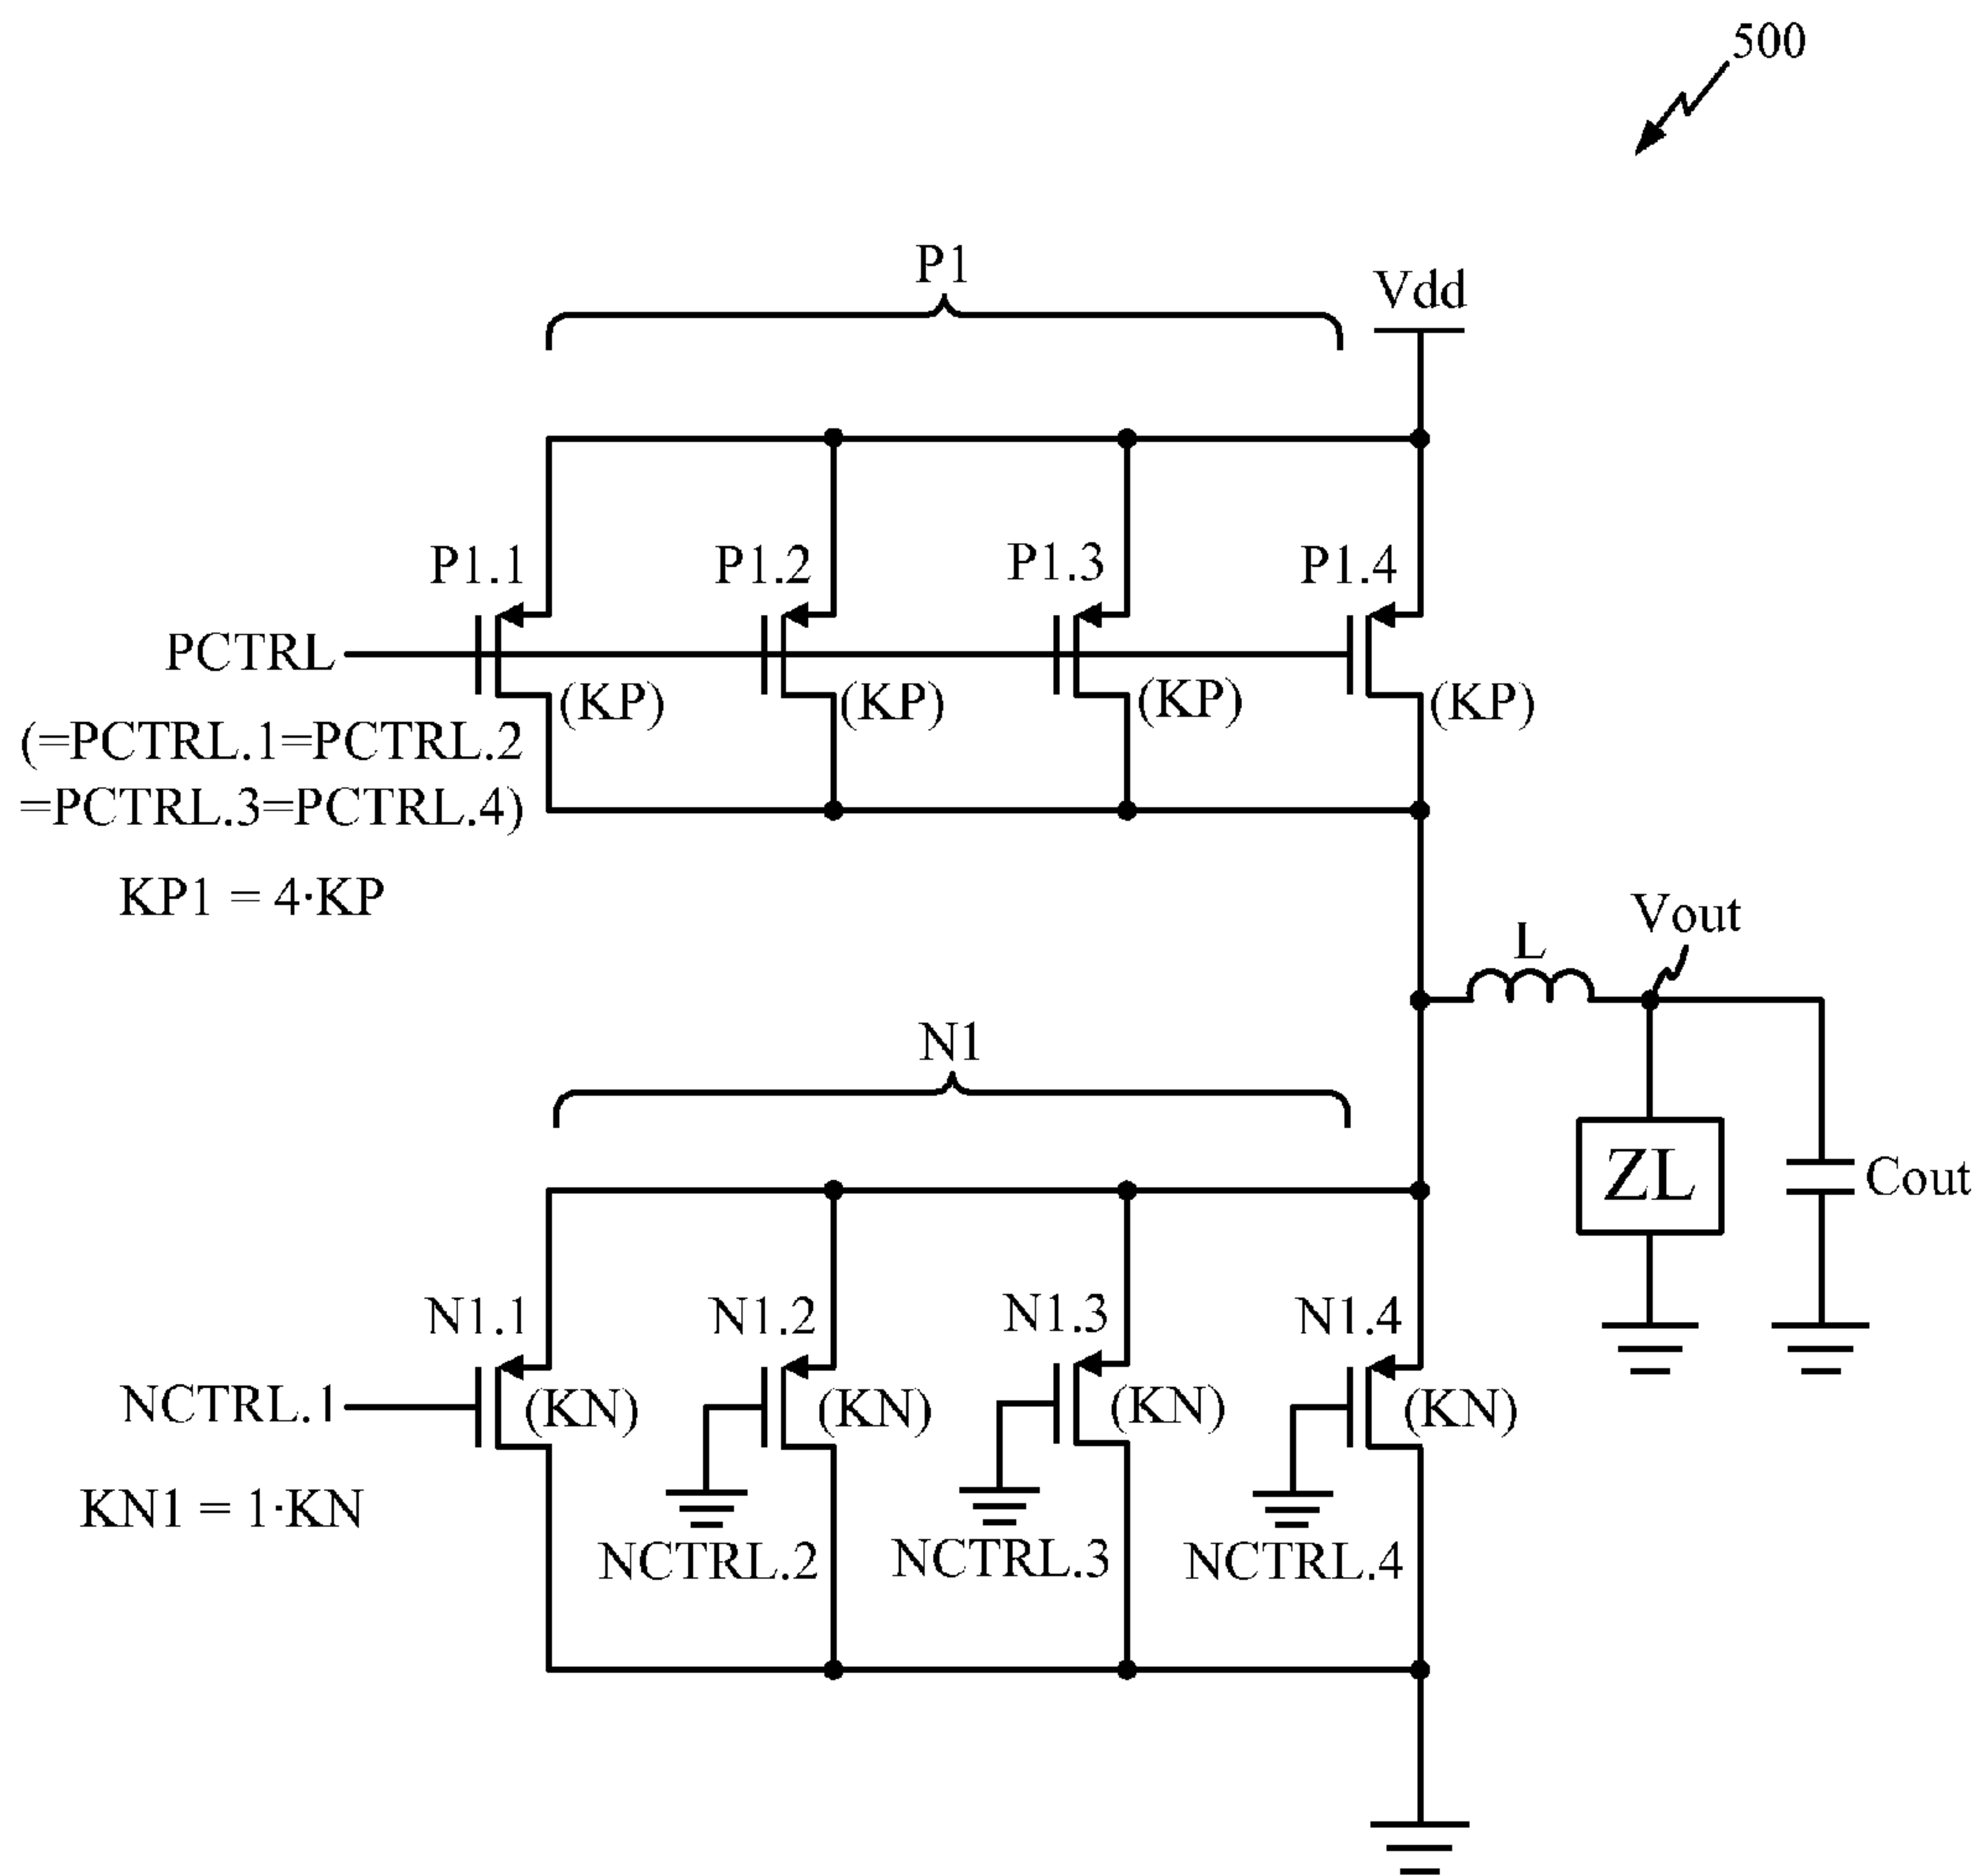 500
P1
Vdd
P1.1
P1.2
P1.3
P1.4
PCTRL
(KP)
(KP)
(KP)
(KP)
(=PCTRL.1=PCTRL.2
=PCTRL.3=PCTRL.4)
KP1 = 4·KP
Vout
L
N1
ZL
Cout
N1.1
N1.2
N1.3
N1.4
NCTRL.1
(KN)
(KN)
(KN)
(KN)
KN1 = 1·KN
NCTRL.2
NCTRL.3
NCTRL.4